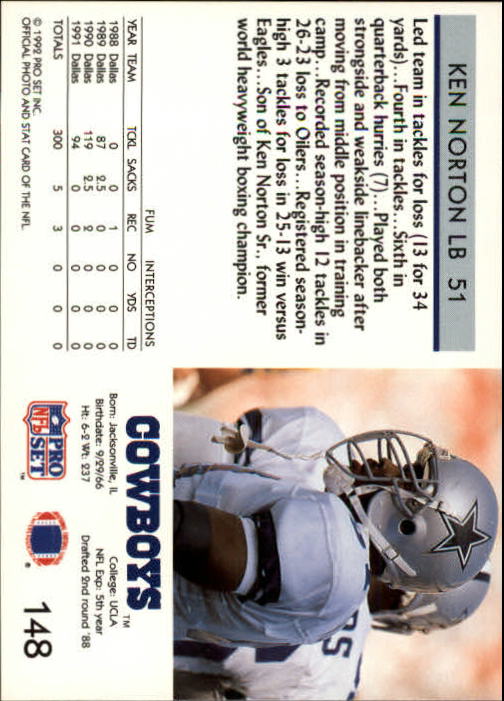 KEN NORTON LB 51
Led team in tackles for loss (13 for 34
yards)...Fourth in tackles...Sixth in
quarterback hurries (7)...Played both
strongside and weakside linebacker after
moving from middle position in training
camp...Recorded season-high 12 tackles in
26-23 loss to Oilers...Registered season-
high 3 tackles for loss in 25-13 win versus
Eagles...Son of Ken Norton Sr., former
world heavyweight boxing champion.
FUM INTERCEPTIONS
YEAR TEAM TCKL SACKS REC NO YDS TD
1988 Dallas 0 0 1 0 0 0
1989 Dallas 87 2.5 0 0 0 0
1990 Dallas 119 2.5 2 0 0 0
1991 Dallas 94 0 0 0 0 0
TOTALS 300 5 3 0 0 0
© 1992 PRO SET INC.
OFFICIAL PHOTO AND STAT CARD OF THE NFL
COWBOYS™
Born: Jacksonville, IL
Birthdate: 9/29/66
Ht: 6-2 Wt: 237
College: UCLA
NFL Exp: 5th year
Drafted 2nd round '88
PRO
NFL SET™
®
148